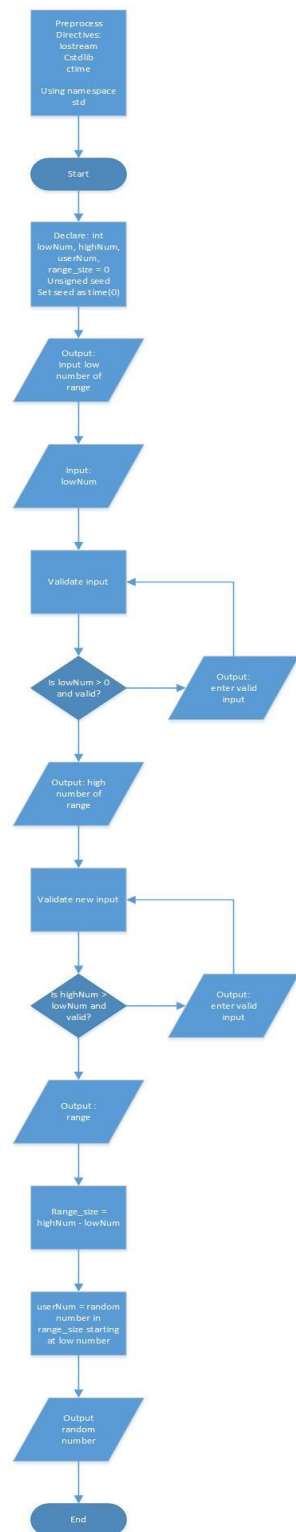 Preprocess
Directives:
Iostream
Cstdlib
ctime
Using namespace
std
Start
Declare: int
lowNum, highNum,
userNum,
range_size = 0
Unsigned seed
Set seed as time(0)
Output:
Input low
number of
range
Input:
lowNum
Validate input
Is lowNum > 0
and valid?
Output:
enter valid
input
Output: high
number of
range
Validate new input
Is highNum >
lowNum and
valid?
Output:
enter valid
input
Output :
range
Range_size =
highNum - lowNum
userNum = random
number in
range_size starting
at low number
Output
random
number
End